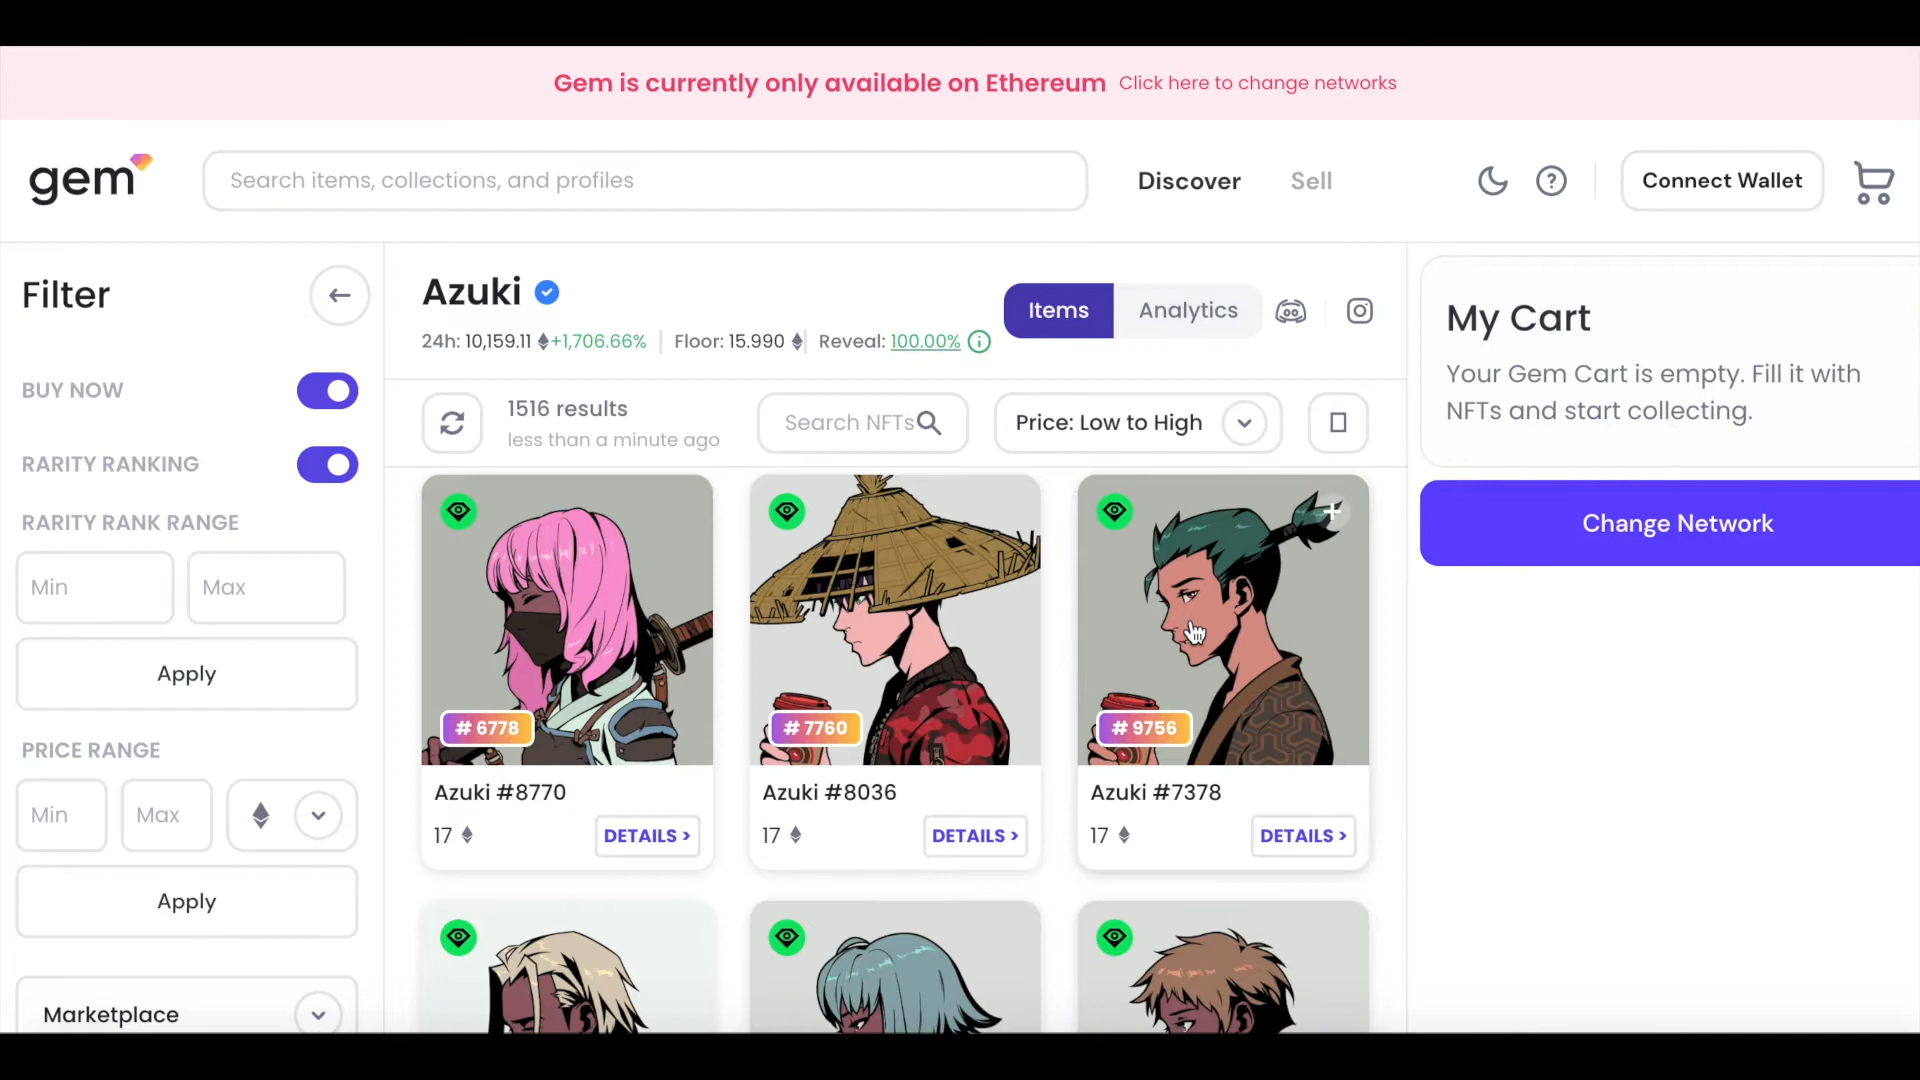 Gem is currently only available on Ethereum Click here to change networks
gem
Search items, collections, and profiles
Discover
Sell
Connect Wallet
Filter
BUY NOW
RARITY RANKING
RARITY RANK RANGE
Min
Max
Apply
PRICE RANGE
Min
Max
Apply
Marketplace
Azuki
24h: 10,159.11 +1,706.66% Floor: 15.990 Reveal: 100.00%
Items
Analytics
1516 results
less than a minute ago
Search NFTs
Price: Low to High
# 6778
Azuki #8770
17
DETAILS >
# 7760
Azuki #8036
17
DETAILS >
# 9756
Azuki #7378
17
DETAILS >
My Cart
Your Gem Cart is empty. Fill it with
NFTs and start collecting.
Change Network